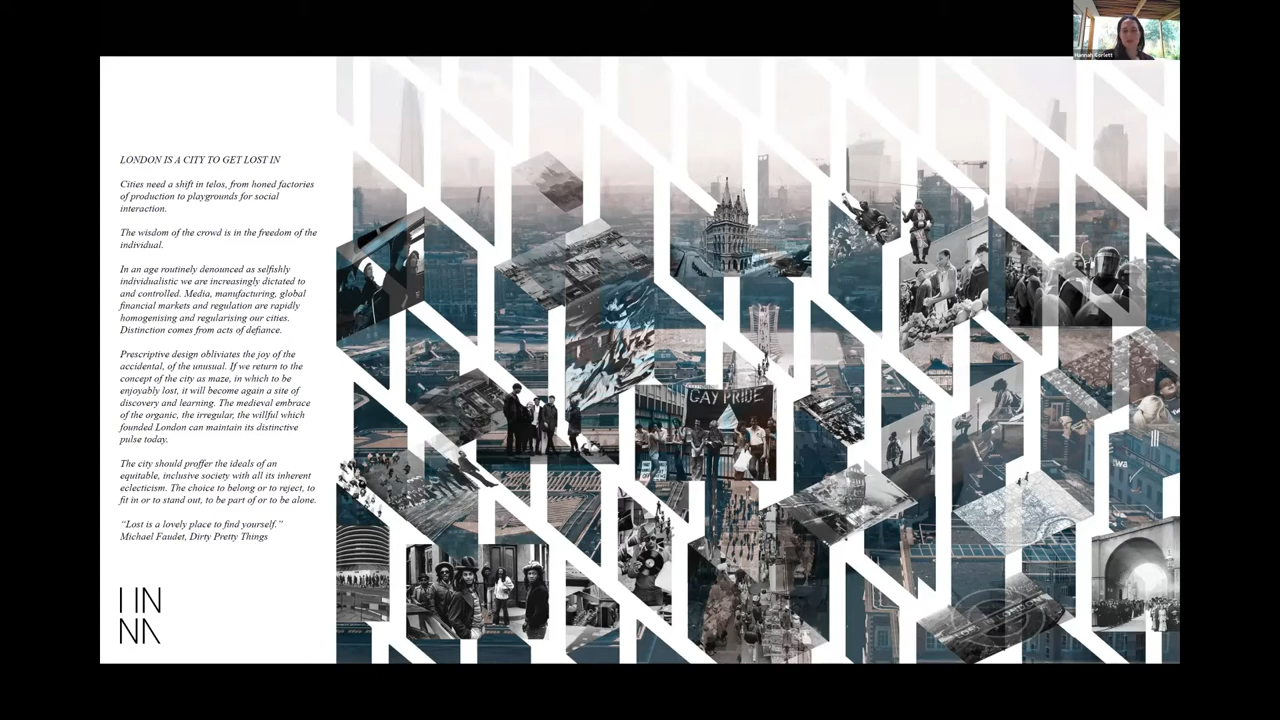 Hannah Corlett
LONDON IS A CITY TO GET LOST IN
Cities need a shift in telos, from honed factories
of production to playgrounds for social
interaction.
The wisdom of the crowd is in the freedom of the
individual.
In an age routinely denounced as selfishly
individualistic we are increasingly dictated to
and controlled. Media, manufacturing, global
financial markets and regulation are rapidly
homogenising and regularising our cities.
Distinction comes from acts of defiance.
Prescriptive design obliviates the joy of the
accidental, of the unusual. If we return to the
concept of the city as maze, in which to be
enjoyably lost, it will become again a site of
discovery and learning. The medieval embrace
of the organic, the irregular, the willful which
founded London can maintain its distinctive
pulse today.
The city should proffer the ideals of an
equitable, inclusive society with all its inherent
eclecticism. The choice to belong or to reject, to
fit in or to stand out, to be part of or to be alone.
“Lost is a lovely place to find yourself.”
Michael Faudet, Dirty Pretty Things
GAY PRIDE